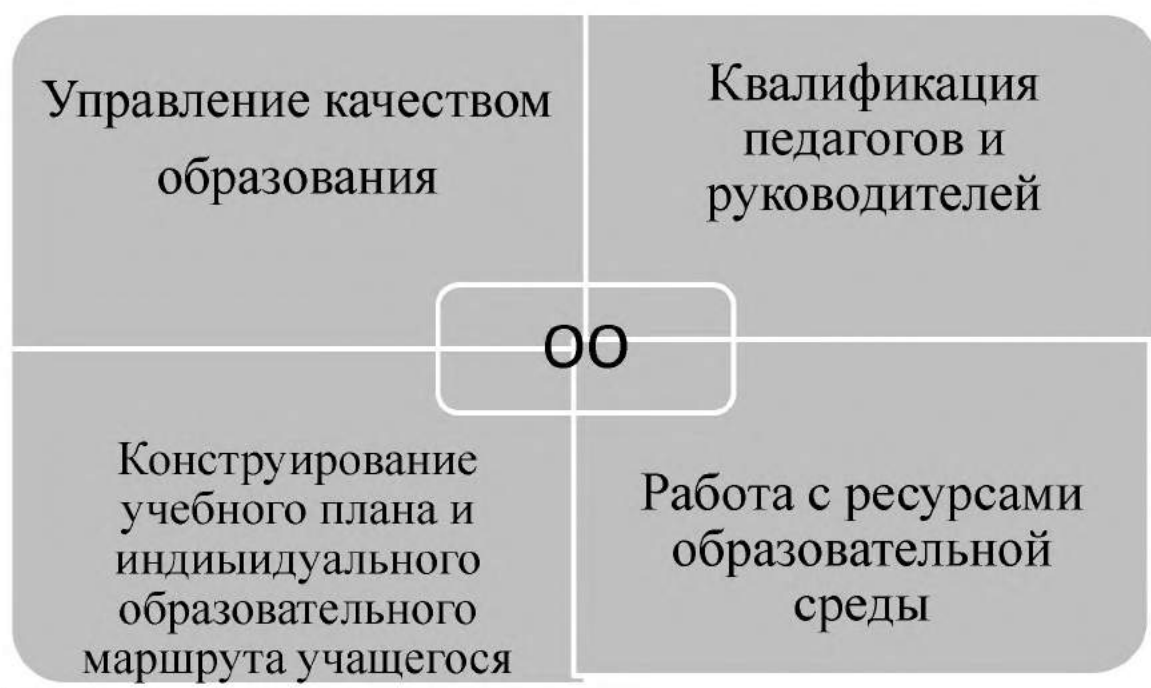 Управление качеством
образования
Квалификация
педагогов и
руководителей
ОО
Конструирование
учебного плана и
индиыидуального
образовательного
маршрута учащегося
Работа с ресурсами
образовательной
среды